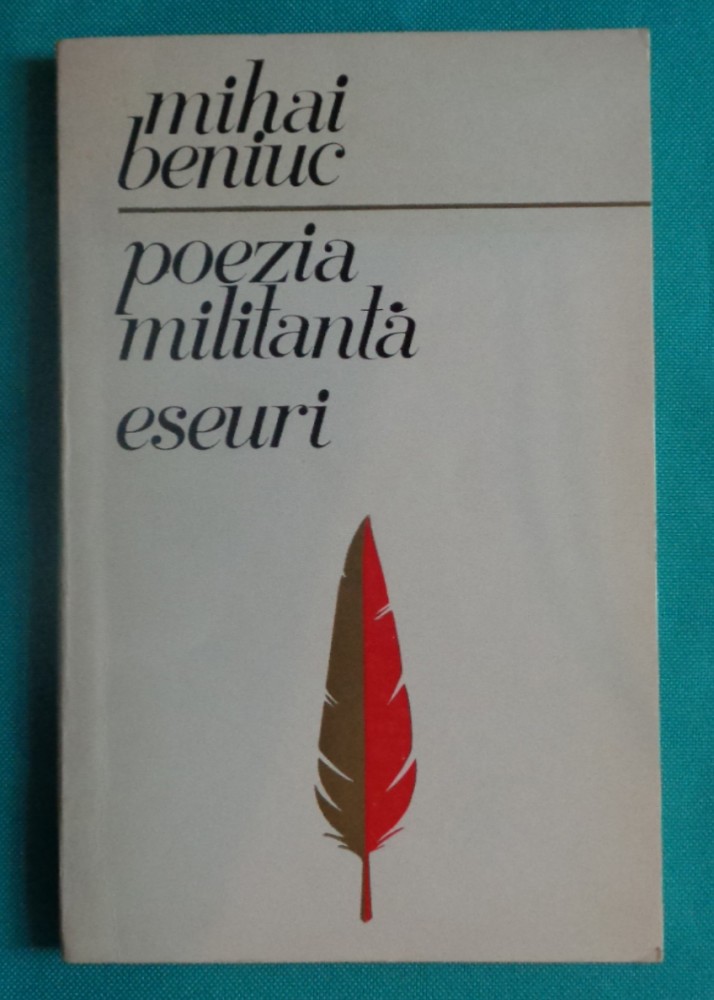 mihai
beniuc
poezia
militantă
eseuri